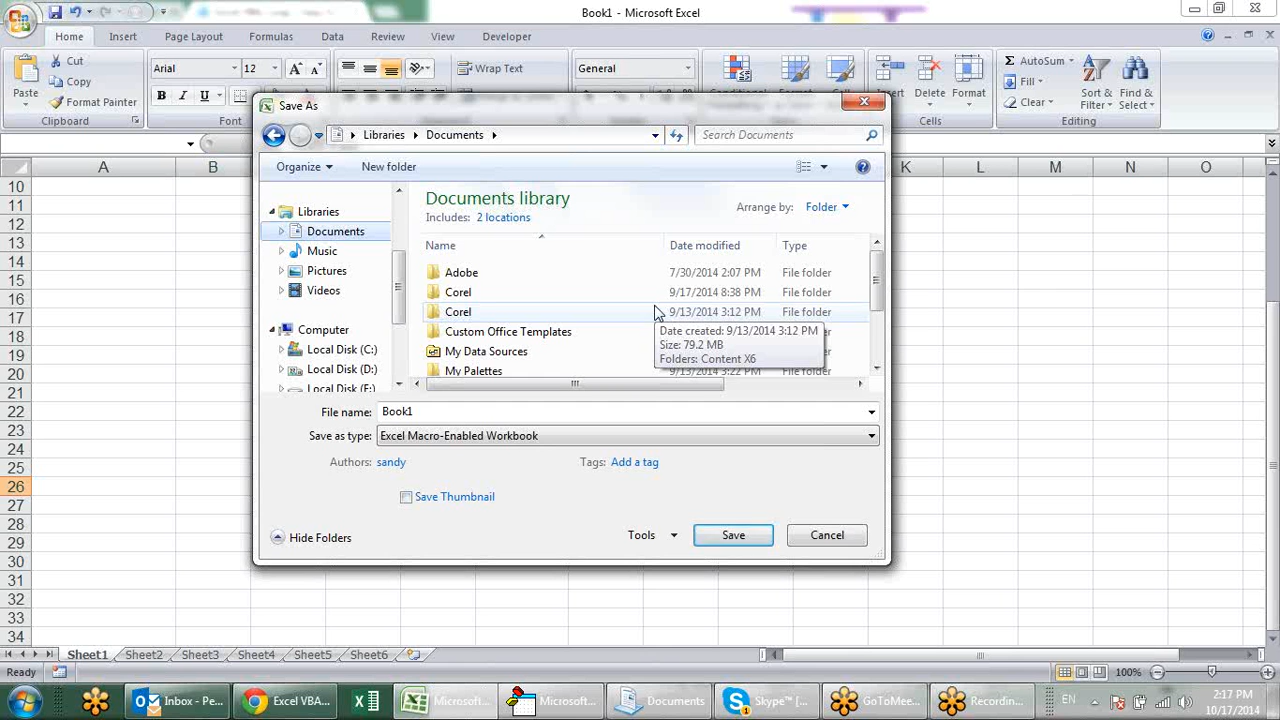 Book1 - Microsoft Excel
Home Insert Page Layout Formulas Data Review View Developer
Paste
Cut
Copy
Format Painter
Clipboard
Arial 12
B I U
Font
Wrap Text
General
Insert Delete Format
Cells
AutoSum
Fill
Clear
Sort & Filter
Find & Select
Editing
Save As
Libraries Documents
Search Documents
Organize New folder
Libraries
Documents
Music
Pictures
Videos
Computer
Local Disk (C:)
Local Disk (D:)
Local Disk (F:)
Documents library
Includes: 2 locations
Arrange by: Folder
Name Date modified Type
Adobe 7/30/2014 2:07 PM File folder
Corel 9/17/2014 8:38 PM File folder
Corel 9/13/2014 3:12 PM File folder
Custom Office Templates
My Data Sources
My Palettes 9/13/2014 3:22 PM File folder
Date created: 9/13/2014 3:12 PM
Size: 79.2 MB
Folders: Content X6
File name: Book1
Save as type: Excel Macro-Enabled Workbook
Authors: sandy Tags: Add a tag
Save Thumbnail
Hide Folders Tools Save Cancel
A B K L M N O
10
11
12
13
14
15
16
17
18
19
20
21
22
23
24
25
26
27
28
29
30
31
32
33
34
Sheet1 Sheet2 Sheet3 Sheet4 Sheet5 Sheet6
Ready 100%
Inbox - Pe... Excel VBA... Microsoft... Microsoft... Documents Skype™ [... GoToMee... Recordin... EN
2:17 PM
10/17/2014